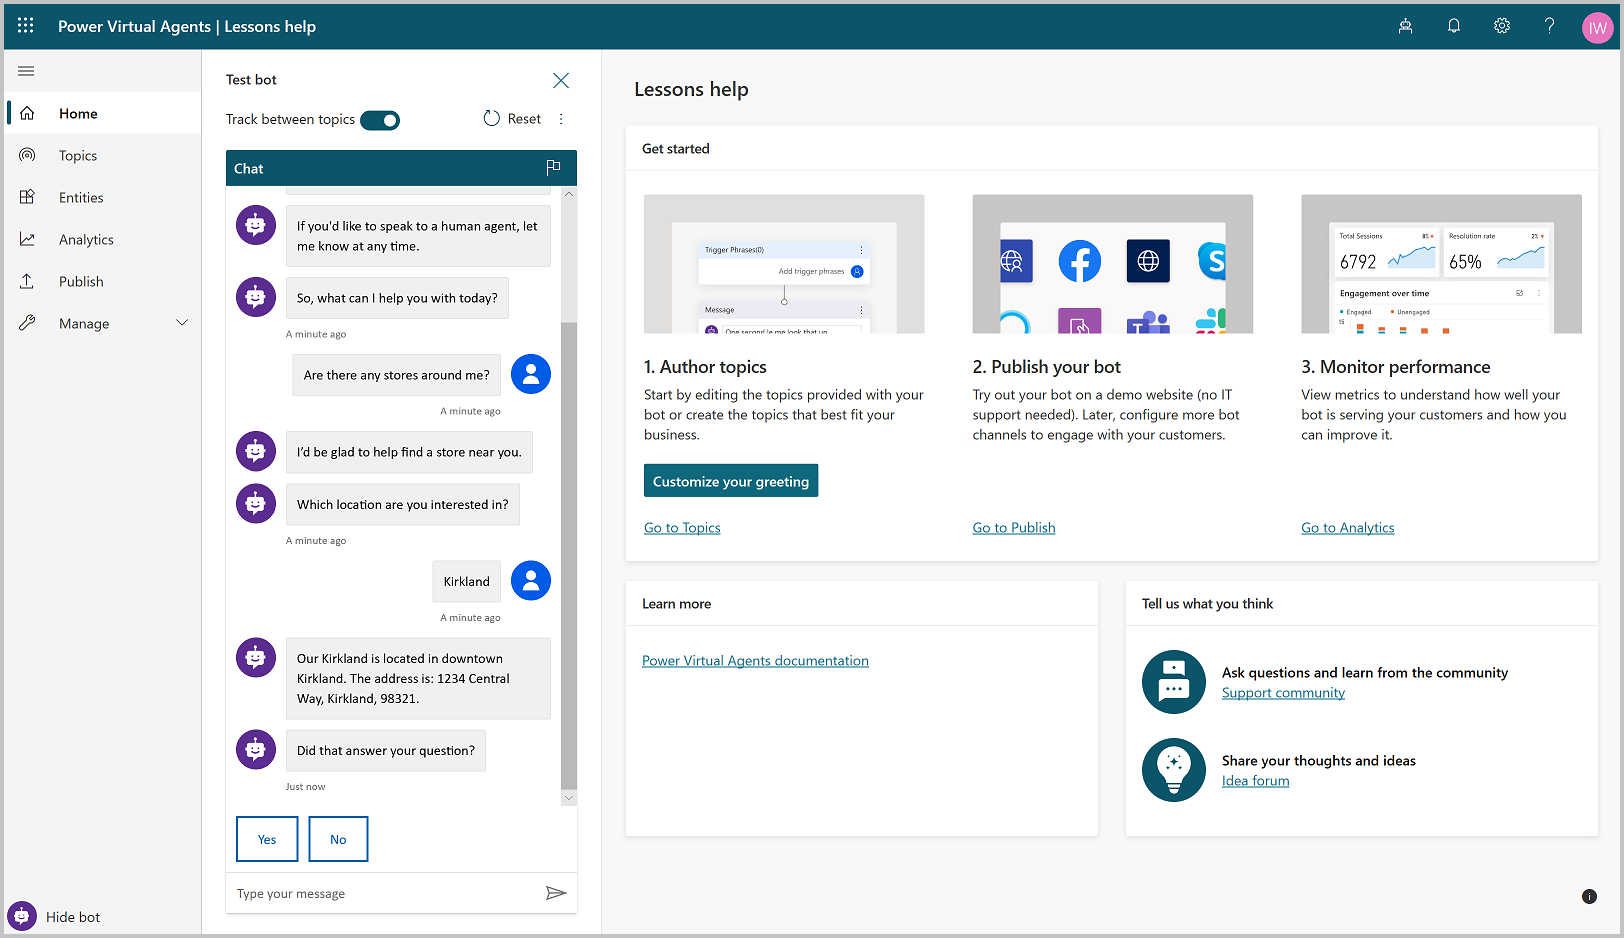 Power Virtual Agents | Lessons help
IW
Home
Topics
Entities
Analytics
Publish
Manage
Hide bot
Test bot
Track between topics
Reset
Chat
If you'd like to speak to a human agent, let
me know at any time.
So, what can I help you with today?
A minute ago
Are there any stores around me?
A minute ago
I'd be glad to help find a store near you.
Which location are you interested in?
A minute ago
Kirkland
A minute ago
Our Kirkland is located in downtown
Kirkland. The address is: 1234 Central
Way, Kirkland, 98321.
Did that answer your question?
Just now
Yes
No
Type your message
Lessons help
Get started
Trigger Phrases(0)
Add trigger phrases
Message
One second le me look that up
1. Author topics
Start by editing the topics provided with your
bot or create the topics that best fit your
business.
Customize your greeting
Go to Topics
2. Publish your bot
Try out your bot on a demo website (no IT
support needed). Later, configure more bot
channels to engage with your customers.
Go to Publish
Total Sessions
8%
6792
Resolution rate
2%
65%
Engagement over time
Engaged
Unengaged
15
3. Monitor performance
View metrics to understand how well your
bot is serving your customers and how you
can improve it.
Go to Analytics
Learn more
Power Virtual Agents documentation
Tell us what you think
Ask questions and learn from the community
Support community
Share your thoughts and ideas
Idea forum